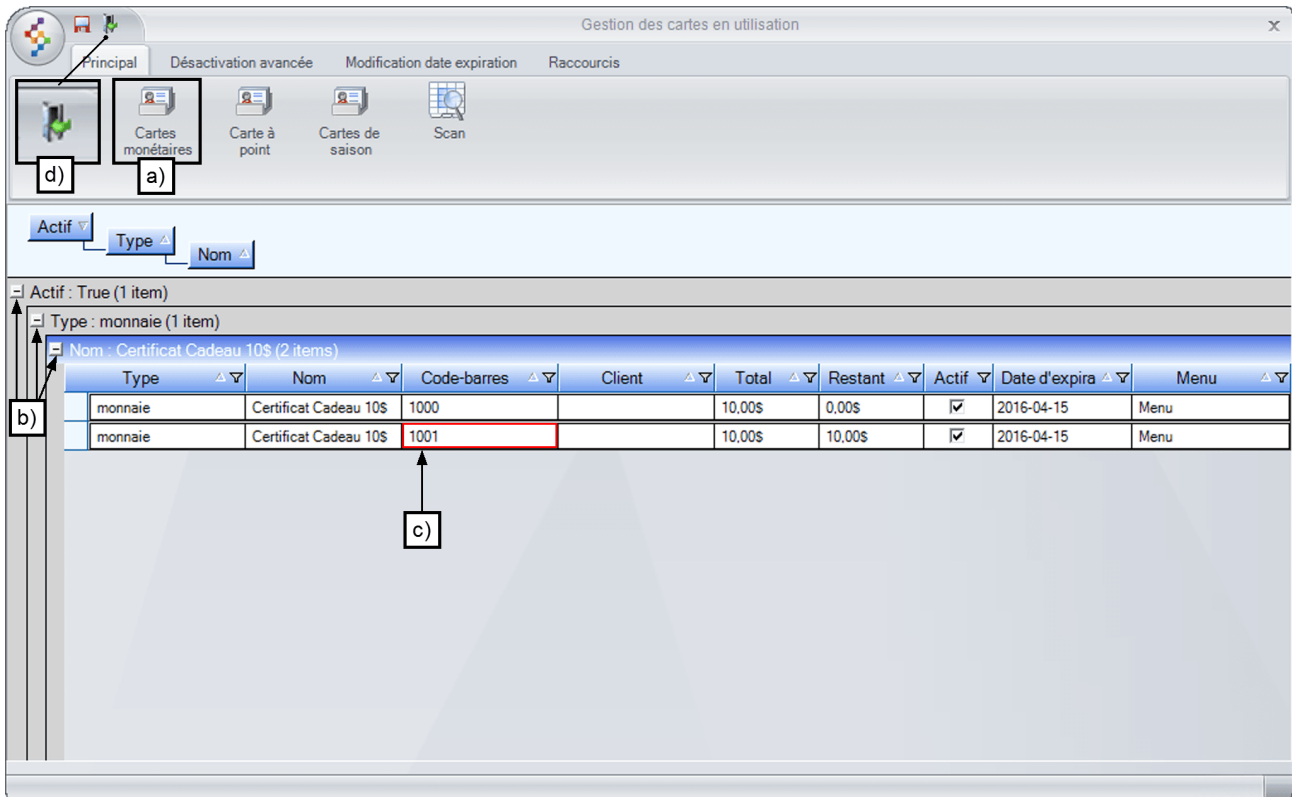 Gestion des cartes en utilisation
x
Principal Désactivation avancée Modification date expiration Raccourcis
Cartes monétaires
Carte à point
Cartes de saison
Scan
d)
a)
Actif
Type
Nom
Actif : True (1 item)
Type : monnaie (1 item)
Nom : Certificat Cadeau 10$ (2 items)
Type Nom Code-barres Client Total Restant Actif Date d'expira Menu
monnaie Certificat Cadeau 10$ 1000 10,00$ 0,00$ 2016-04-15 Menu
b)
monnaie Certificat Cadeau 10$ 1001 10,00$ 10,00$ 2016-04-15 Menu
c)